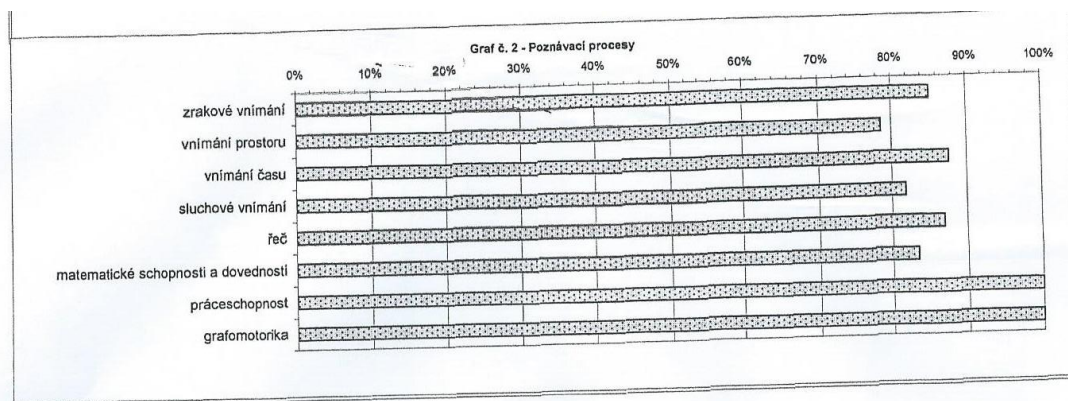 Graf č. 2 - Poznávací procesy
0% 10% 20% 30% 40% 50% 60% 70% 80% 90% 100%
zrakové vnímání
vnímání prostoru
vnímání času
sluchové vnímání
řeč
matematické schopnosti a dovednosti
práceschopnost
grafomotorika